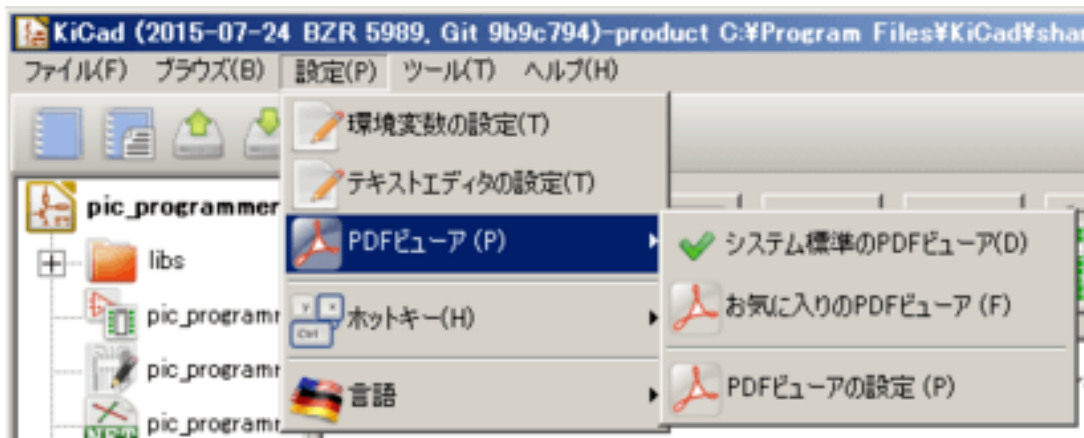 KiCad (2015-07-24 BZR 5989, Git 9b9c794)-product C:¥Program Files¥KiCad¥shar
ファイル(F) ブラウズ(B) 設定(P) ツール(T) ヘルプ(H)
環境変数の設定(T)
テキストエディタの設定(T)
pic_programmer
PDFビューア (P)
システム標準のPDFビューア(D)
libs
お気に入りのPDFビューア (F)
pic_programm
ホットキー(H)
Ctrl
pic_programm
PDFビューアの設定 (P)
言語
pic_programm
NET